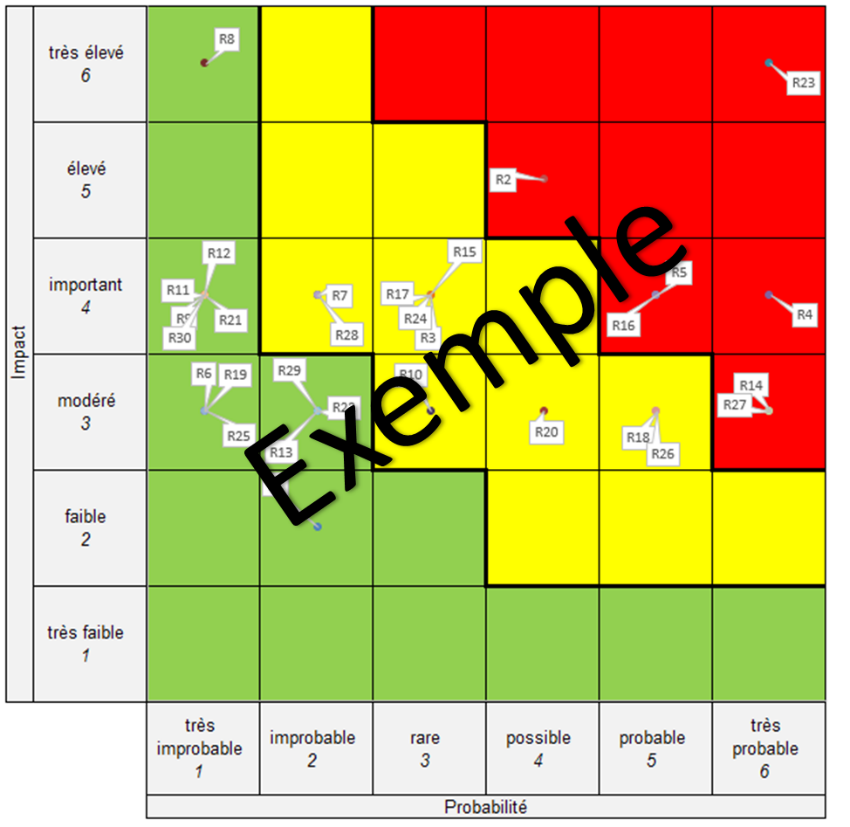 Impact
très élevé
6
R8
R23
élevé
5
R2
important
4
R12
R11
R30
R21
R7
R28
R15
R17
R24
R3
R5
R16
R4
modéré
3
R6
R19
R25
R29
R13
R10
R20
R18
R26
R14
R27
faible
2
très faible
1
Exemple
très
improbable
1
improbable
2
rare
3
possible
4
probable
5
très
probable
6
Probabilité